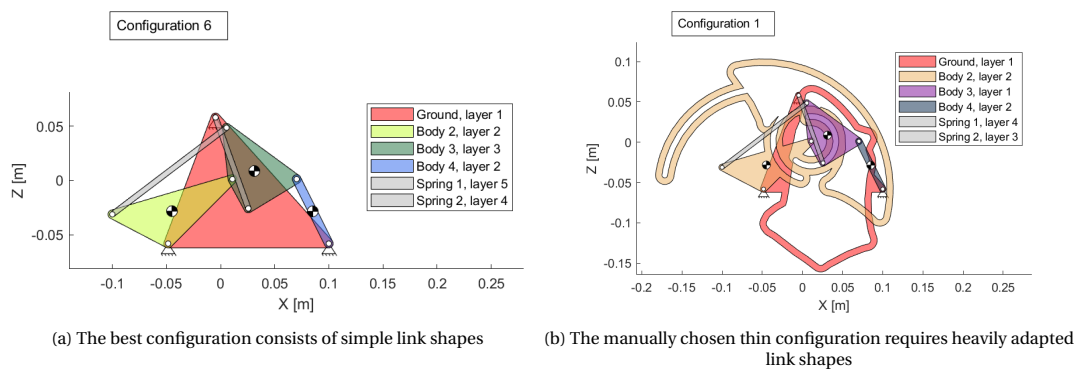 Configuration 6
Z [m]
0.05
0
-0.05
-0.1
-0.05
0
0.05
0.1
0.15
0.2
0.25
X [m]
Ground, layer 1
Body 2, layer 2
Body 3, layer 3
Body 4, layer 2
Spring 1, layer 5
Spring 2, layer 4
(a) The best configuration consists of simple link shapes
Configuration 1
Z [m]
0.1
0.05
0
-0.05
-0.1
-0.15
-0.2
-0.15
-0.1
-0.05
0
0.05
0.1
0.15
0.2
0.25
X [m]
Ground, layer 1
Body 2, layer 2
Body 3, layer 1
Body 4, layer 2
Spring 1, layer 4
Spring 2, layer 3
(b) The manually chosen thin configuration requires heavily adapted
link shapes